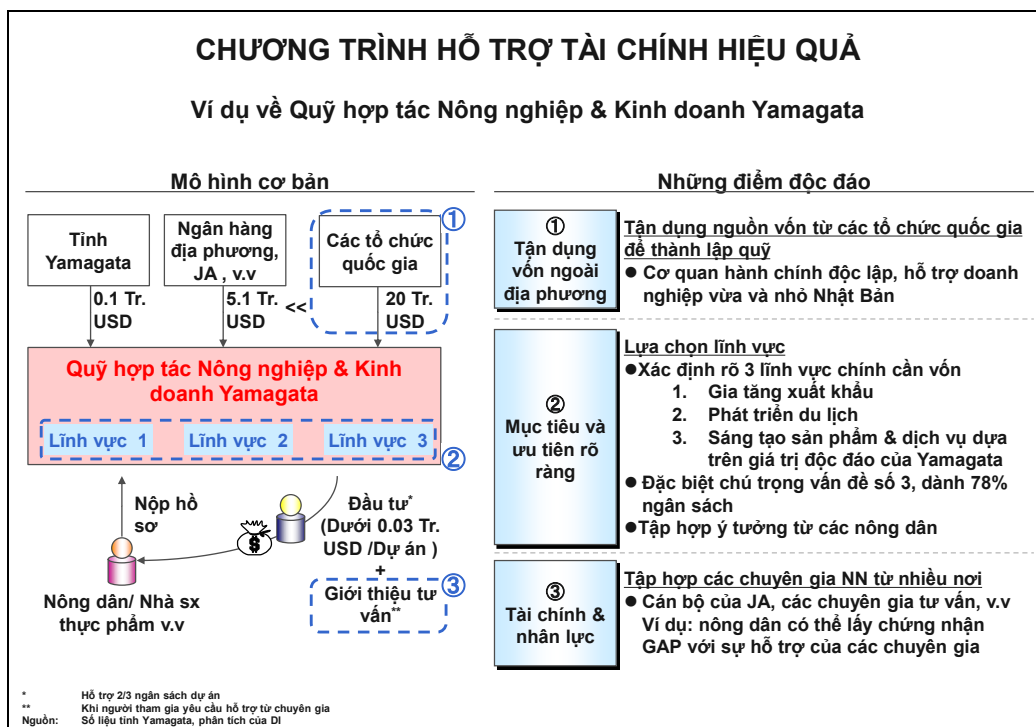 CHƯƠNG TRÌNH HỖ TRỢ TÀI CHÍNH HIỆU QUẢ
Ví dụ về Quỹ hợp tác Nông nghiệp & Kinh doanh Yamagata
Mô hình cơ bản
Tỉnh
Yamagata
Ngân hàng
địa phương,
JA , v.v
Các tổ chức
quốc gia
①
0.1 Tr.
USD
5.1 Tr.
USD
<<
20 Tr.
USD
Quỹ hợp tác Nông nghiệp & Kinh
doanh Yamagata
Lĩnh vực 1
Lĩnh vực 2
Lĩnh vực 3
②
Nộp hồ
sơ
$
Đầu tư*
(Dưới 0.03 Tr.
USD /Dự án )
+
Giới thiệu tư
vấn**
③
Nông dân/ Nhà sx
thực phẩm v.v
Những điểm độc đáo
①
Tận dụng
vốn ngoài
địa phương
Tận dụng nguồn vốn từ các tổ chức quốc gia
để thành lập quỹ
● Cơ quan hành chính độc lập, hỗ trợ doanh
nghiệp vừa và nhỏ Nhật Bản
②
Mục tiêu và
ưu tiên rõ
ràng
Lựa chọn lĩnh vực
●Xác định rõ 3 lĩnh vực chính cần vốn
1. Gia tăng xuất khẩu
2. Phát triển du lịch
3. Sáng tạo sản phẩm & dịch vụ dựa
trên giá trị độc đáo của Yamagata
●Đặc biệt chú trọng vấn đề số 3, dành 78%
ngân sách
●Tập hợp ý tưởng từ các nông dân
③
Tài chính &
nhân lực
Tập hợp các chuyên gia NN từ nhiều nơi
● Cán bộ của JA, các chuyên gia tư vấn, v.v
Ví dụ: nông dân có thể lấy chứng nhận
GAP với sự hỗ trợ của các chuyên gia
* Hỗ trợ 2/3 ngân sách dự án
** Khi người tham gia yêu cầu hỗ trợ từ chuyên gia
Nguồn: Số liệu tỉnh Yamagata, phân tích của DI